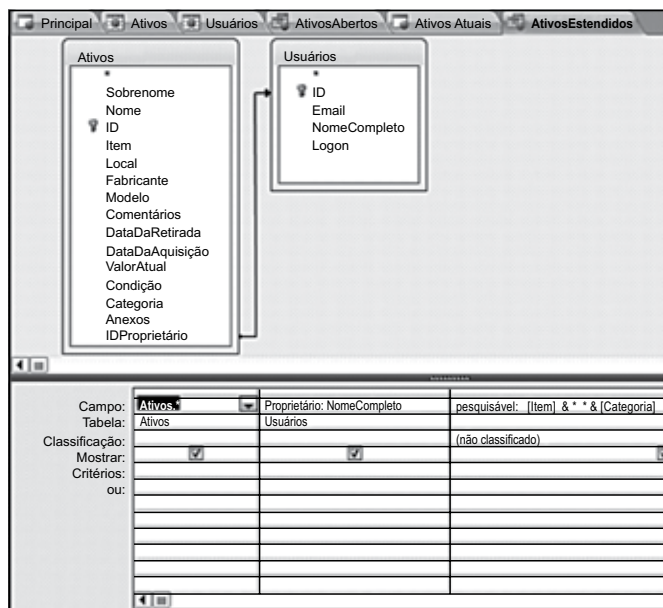 Principal Ativos Usuários AtivosAbertos Ativos Atuais AtivosEstendidos
Ativos
*
Sobrenome
Nome
ID
Item
Local
Fabricante
Modelo
Comentários
DataDaRetirada
DataDaAquisição
ValorAtual
Condição
Categoria
Anexos
IDProprietário
Usuários
*
ID
Email
NomeCompleto
Logon
Campo: Ativos.* Proprietário: NomeCompleto pesquisável: [Item] & * * & [Categoria]
Tabela: Ativos Usuários
Classificação: (não classificado)
Mostrar:
Critérios:
ou: